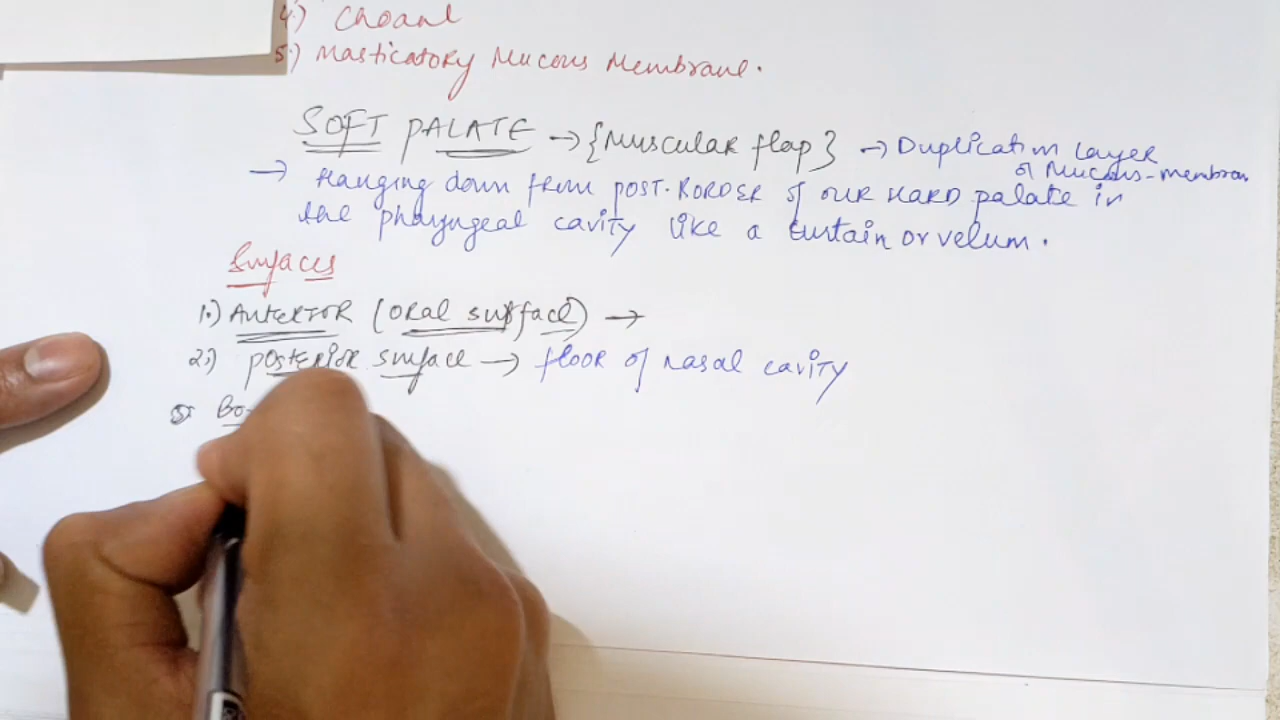 4.) Choanl
5.) Masticatory Mucous Membrane.
SOFT PALATE → {Muscular flap} → Duplication Layer
of Mucous-membran
→ Hanging down from POST. BORDER of OUR HARD palate in
the pharyngeal cavity like a curtain or velum.
Surfaces
1.) ANTERIOR (oral surface) →
2.) posterior surface → floor of nasal cavity
Bo